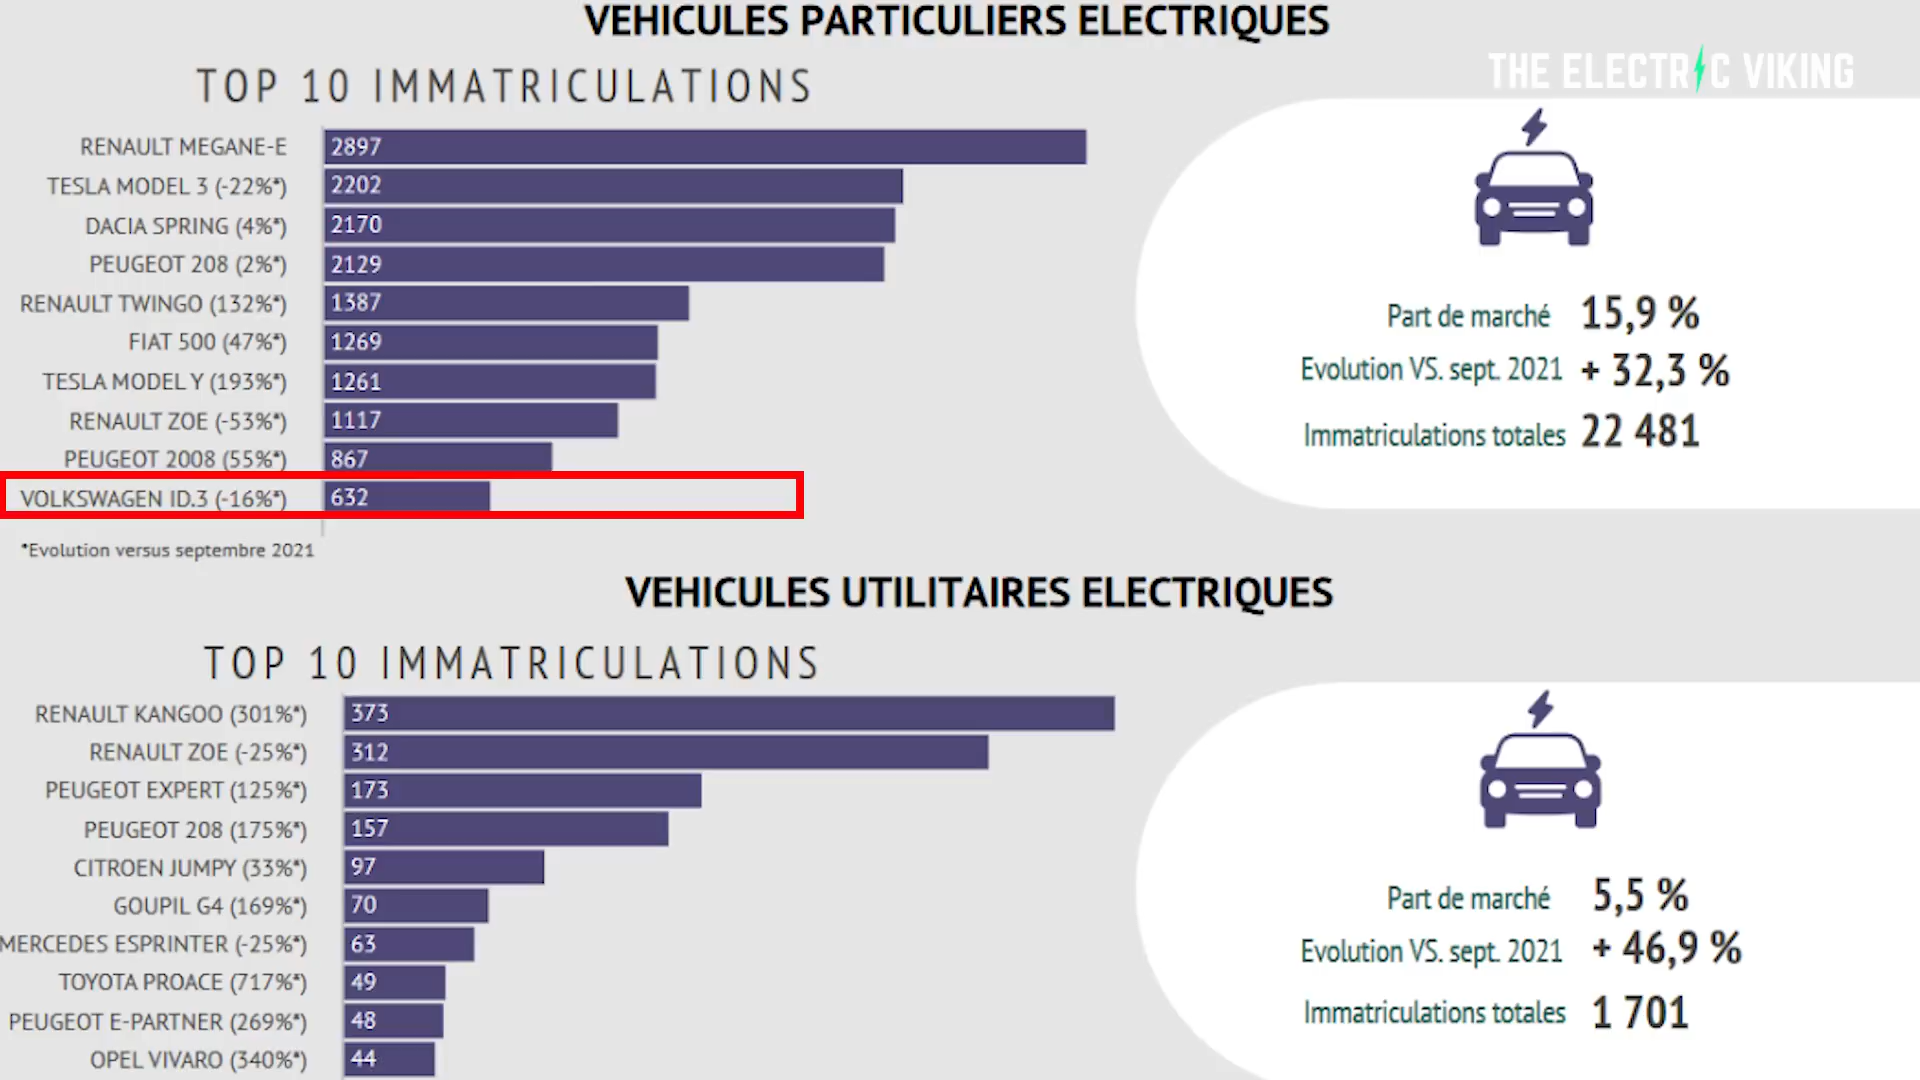 VEHICULES PARTICULIERS ELECTRIQUES
THE ELECTRIC VIKING
TOP 10 IMMATRICULATIONS
RENAULT MEGANE-E 2897
TESLA MODEL 3 (-22%*) 2202
DACIA SPRING (4%*) 2170
PEUGEOT 208 (2%*) 2129
RENAULT TWINGO (132%*) 1387
FIAT 500 (47%*) 1269
TESLA MODEL Y (193%*) 1261
RENAULT ZOE (-53%*) 1117
PEUGEOT 2008 (55%*) 867
VOLKSWAGEN ID.3 (-16%*) 632
*Evolution versus septembre 2021
Part de marché 15,9 %
Evolution VS. sept. 2021 + 32,3 %
Immatriculations totales 22 481
VEHICULES UTILITAIRES ELECTRIQUES
TOP 10 IMMATRICULATIONS
RENAULT KANGOO (301%*) 373
RENAULT ZOE (-25%*) 312
PEUGEOT EXPERT (125%*) 173
PEUGEOT 208 (175%*) 157
CITROEN JUMPY (33%*) 97
GOUPIL G4 (169%*) 70
MERCEDES ESPRINTER (-25%*) 63
TOYOTA PROACE (717%*) 49
PEUGEOT E-PARTNER (269%*) 48
OPEL VIVARO (340%*) 44
Part de marché 5,5 %
Evolution VS. sept. 2021 + 46,9 %
Immatriculations totales 1 701